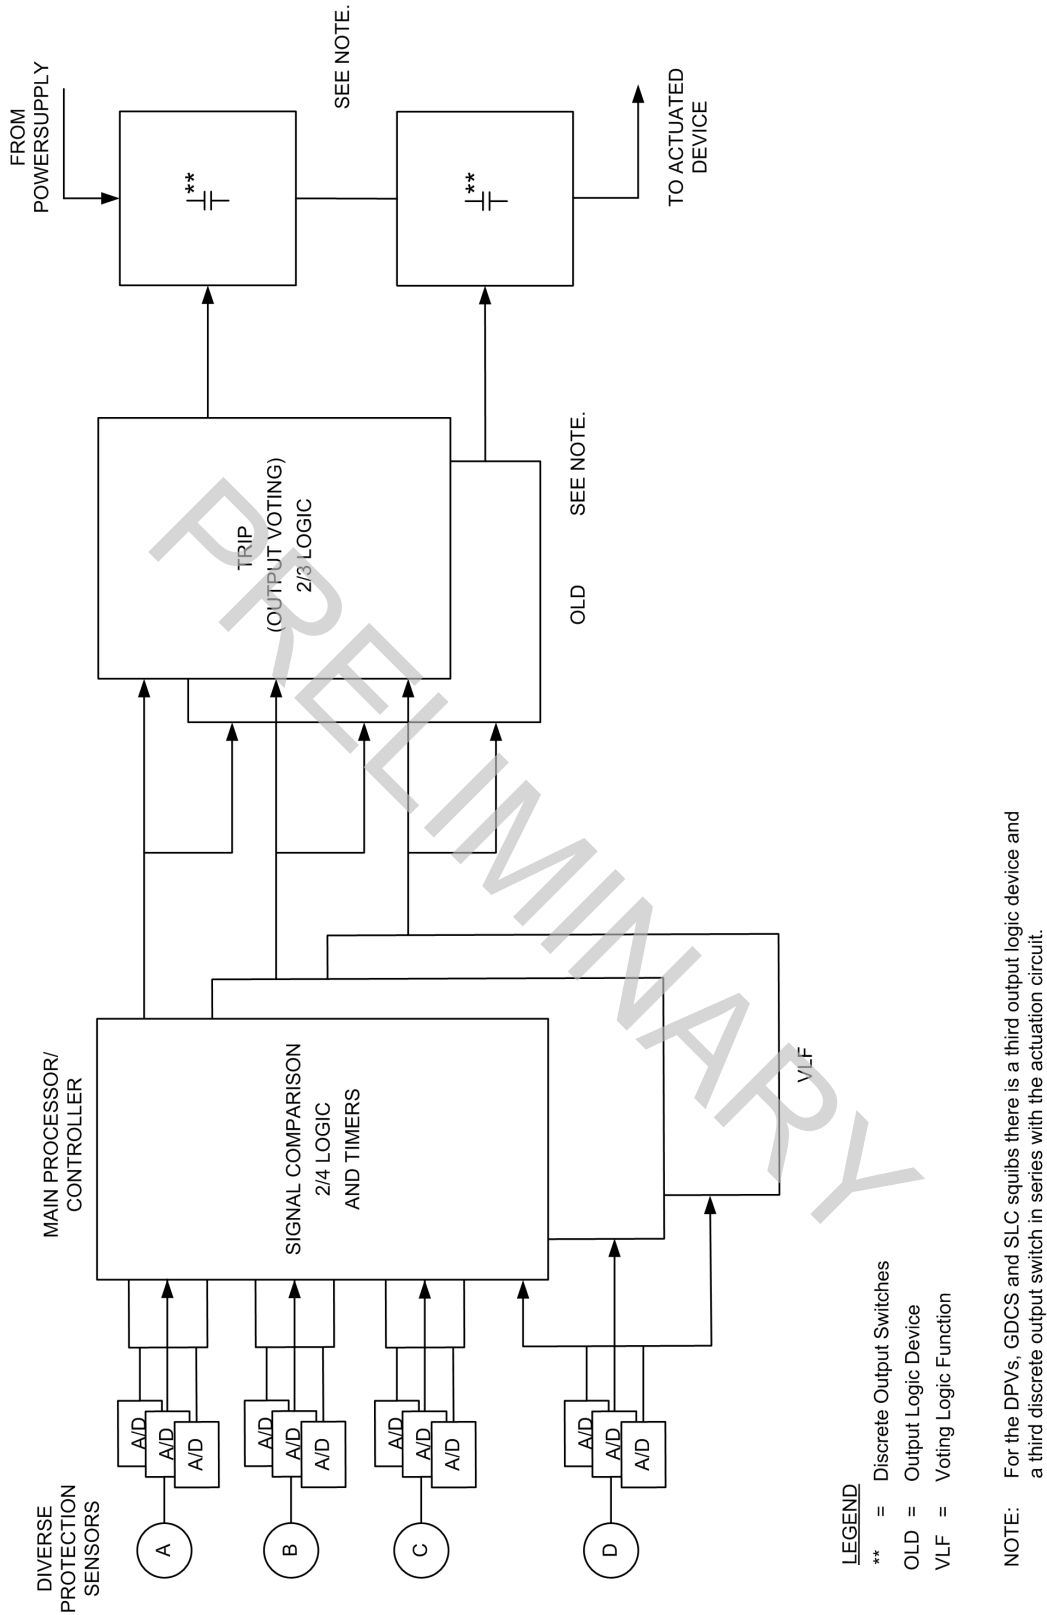 DIVERSE
PROTECTION
SENSORS
A
A/D
A/D
A/D
B
A/D
A/D
A/D
C
A/D
A/D
A/D
D
A/D
A/D
A/D
MAIN PROCESSOR/
CONTROLLER
SIGNAL COMPARISON
2/4 LOGIC
AND TIMERS
VLF
TRIP
(OUTPUT VOTING)
2/3 LOGIC
OLD
SEE NOTE.
FROM
POWERSUPPLY
**
SEE NOTE.
**
TO ACTUATED
DEVICE
PRELIMINARY
LEGEND
** = Discrete Output Switches
OLD = Output Logic Device
VLF = Voting Logic Function
NOTE: For the DPVs, GDCS and SLC squibs there is a third output logic device and
a third discrete output switch in series with the actuation circuit.